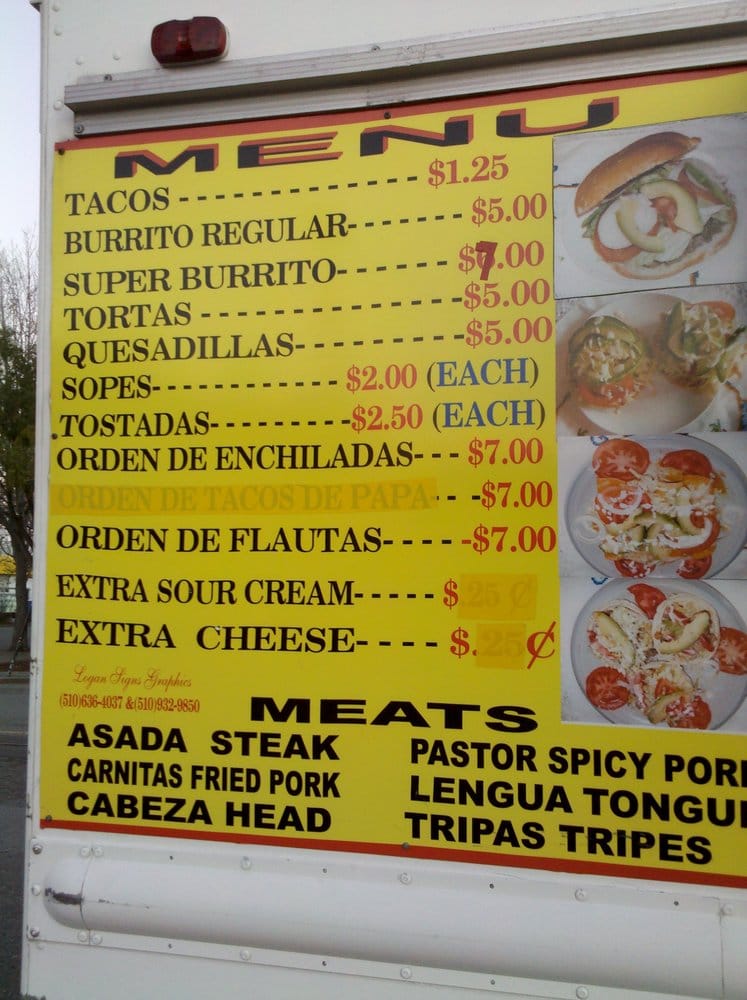 MENU
TACOS - - - - - - - - - - - - - $1.25
BURRITO REGULAR- - - - - - - $5.00
SUPER BURRITO- - - - - - $7.00
TORTAS - - - - - - - - - - - - - - - $5.00
QUESADILLAS- - - - - - - - - - $5.00
SOPES- - - - - - - - - - - - $2.00 (EACH)
TOSTADAS- - - - - - - - - $2.50 (EACH)
ORDEN DE ENCHILADAS- - - $7.00
ORDEN DE TACOS DE PAPA- - -$7.00
ORDEN DE FLAUTAS- - - - -$7.00
EXTRA SOUR CREAM- - - - - $.25 ¢
EXTRA CHEESE- - - - $.25¢
Logan Signs Graphics
(510)636-4037 &(510)932-9850
MEATS
ASADA STEAK
CARNITAS FRIED PORK
CABEZA HEAD
PASTOR SPICY POR
LENGUA TONGU
TRIPAS TRIPES